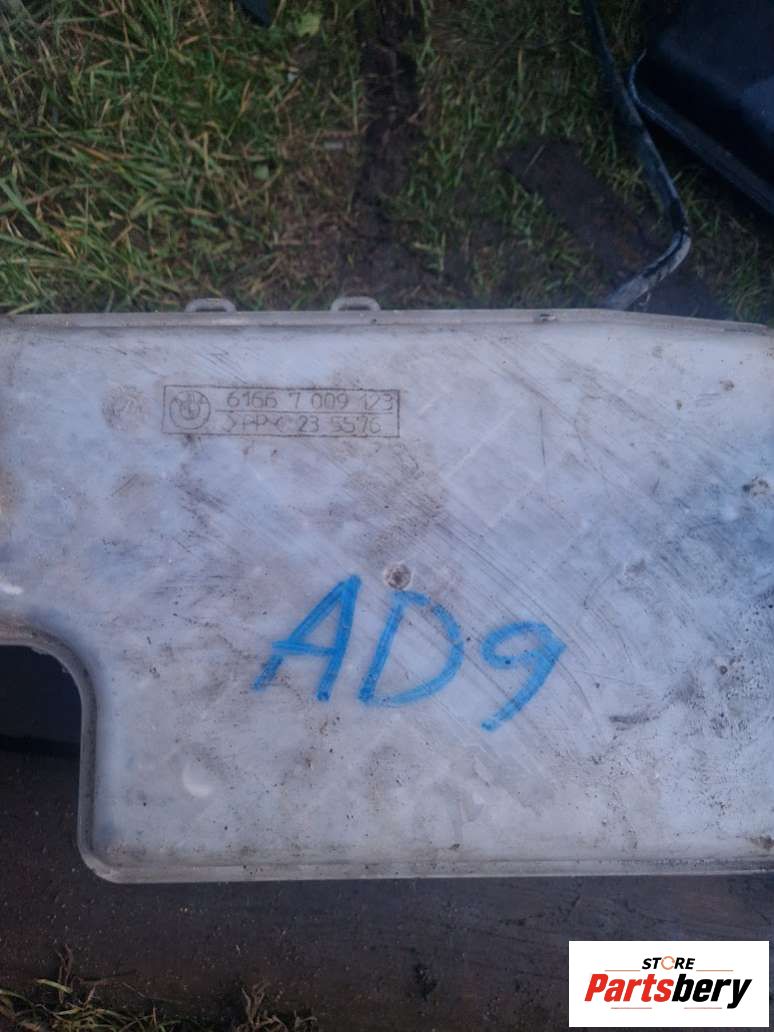 6166 7 009 123
>PP< 23 5576
AD9
STORE
Partsbery